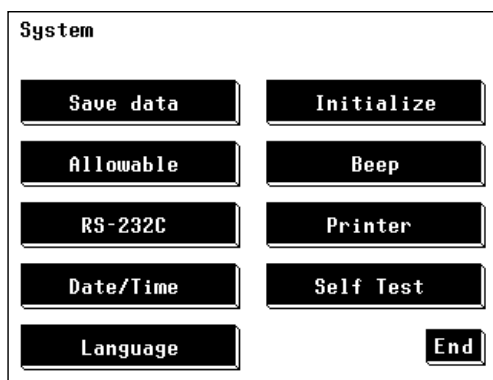 System
Save data
Initialize
Allowable
Beep
RS-232C
Printer
Date/Time
Self Test
Language
End